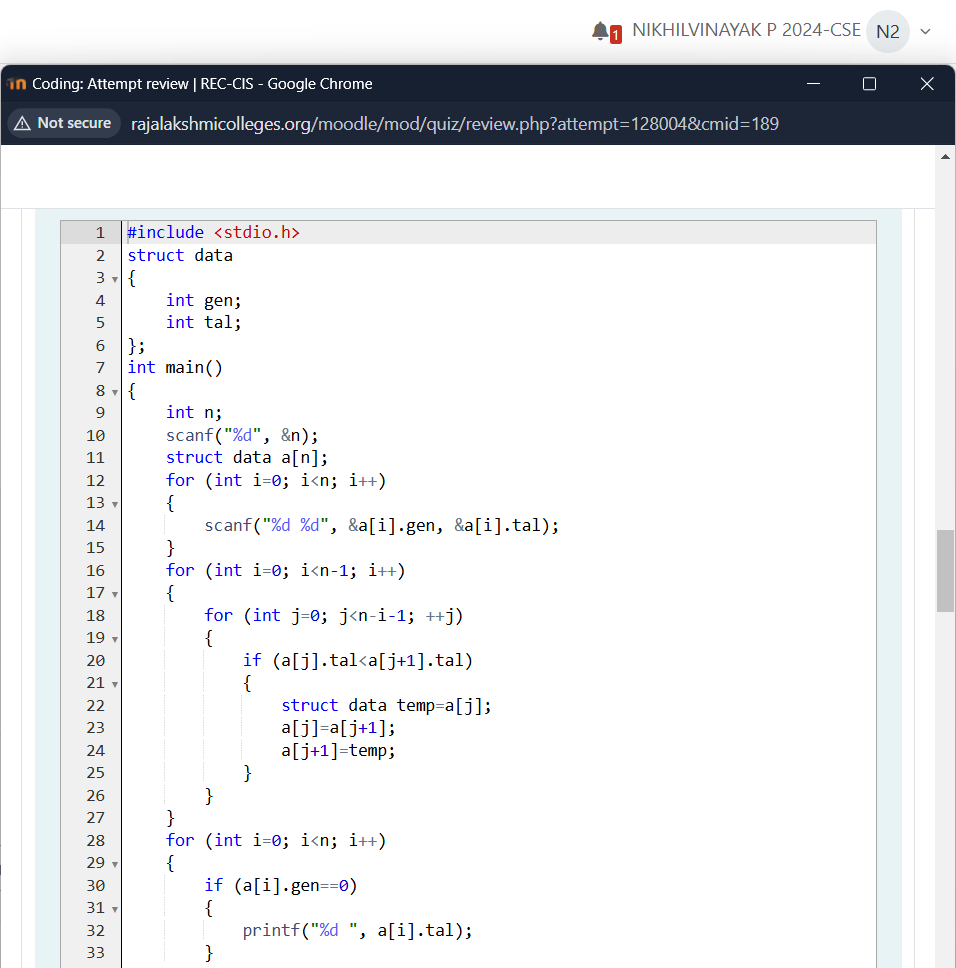 1 NIKHILVINAYAK P 2024-CSE N2
Coding: Attempt review | REC-CIS - Google Chrome
Not secure rajalakshmicolleges.org/moodle/mod/quiz/review.php?attempt=128004&cmid=189
1 #include <stdio.h>
2 struct data
3 {
4     int gen;
5     int tal;
6 };
7 int main()
8 {
9     int n;
10     scanf("%d", &n);
11     struct data a[n];
12     for (int i=0; i<n; i++)
13     {
14         scanf("%d %d", &a[i].gen, &a[i].tal);
15     }
16     for (int i=0; i<n-1; i++)
17     {
18         for (int j=0; j<n-i-1; ++j)
19         {
20             if (a[j].tal<a[j+1].tal)
21             {
22                 struct data temp=a[j];
23                 a[j]=a[j+1];
24                 a[j+1]=temp;
25             }
26         }
27     }
28     for (int i=0; i<n; i++)
29     {
30         if (a[i].gen==0)
31         {
32             printf("%d ", a[i].tal);
33         }